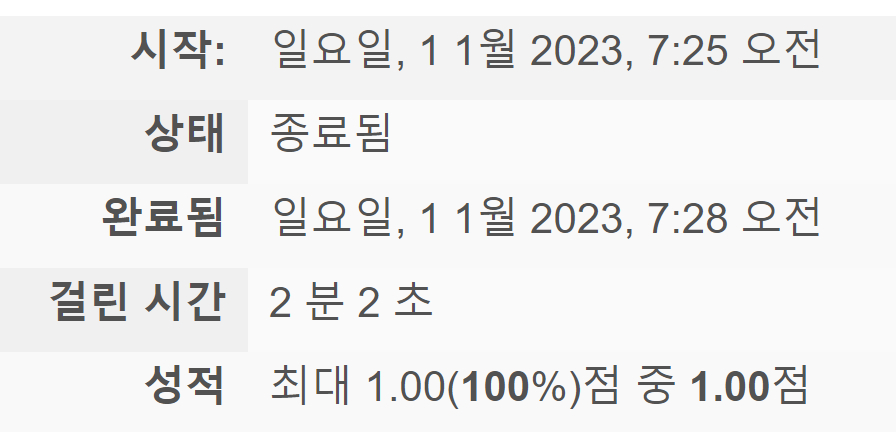 시작: 일요일, 1 1월 2023, 7:25 오전
상태 종료됨
완료됨 일요일, 1 1월 2023, 7:28 오전
걸린 시간 2 분 2 초
성적 최대 1.00(100%)점 중 1.00점